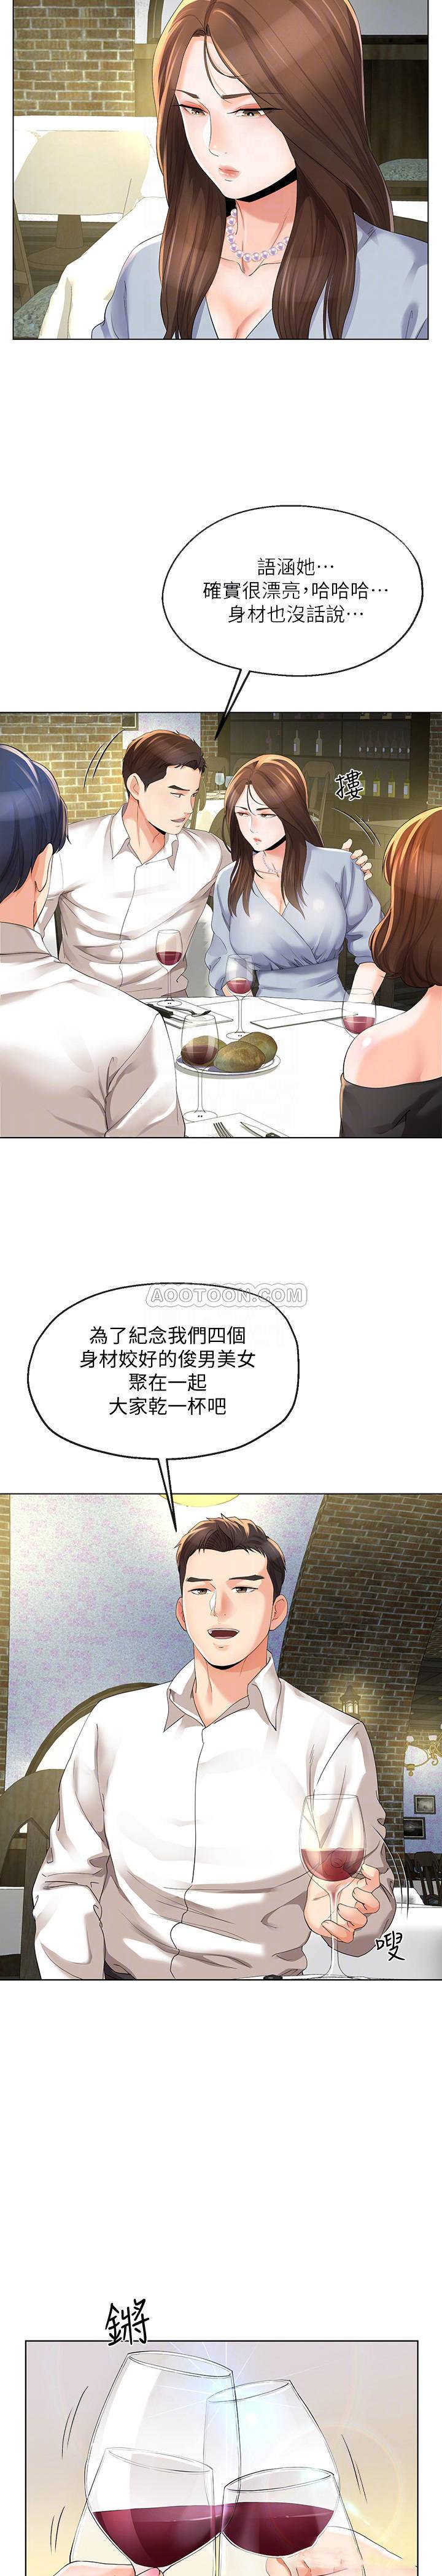 語涵她⋯
確實很漂亮，哈哈哈⋯
身材也沒話說⋯
摟
AOOTOON.COM
為了紀念我們四個
身材姣好的俊男美女
聚在一起
大家乾一杯吧
嗖
鏘